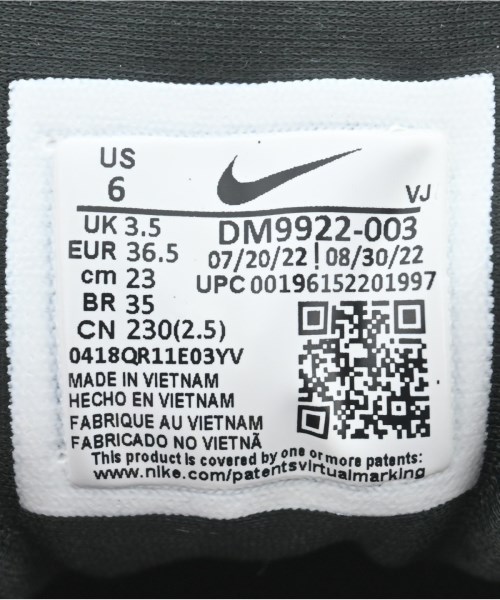 US
6
VJ
UK 3.5
EUR 36.5
cm 23
BR 35
CN 230(2.5)
DM9922-003
07/20/22 | 08/30/22
UPC 00196152201997
0418QR11E03YV
MADE IN VIETNAM
HECHO EN VIETNAM
FABRIQUE AU VIETNAM
FABRICADO NO VIETNÃ
This product is covered by one or more patents:
www.nike.com/patentsvirtualmarking